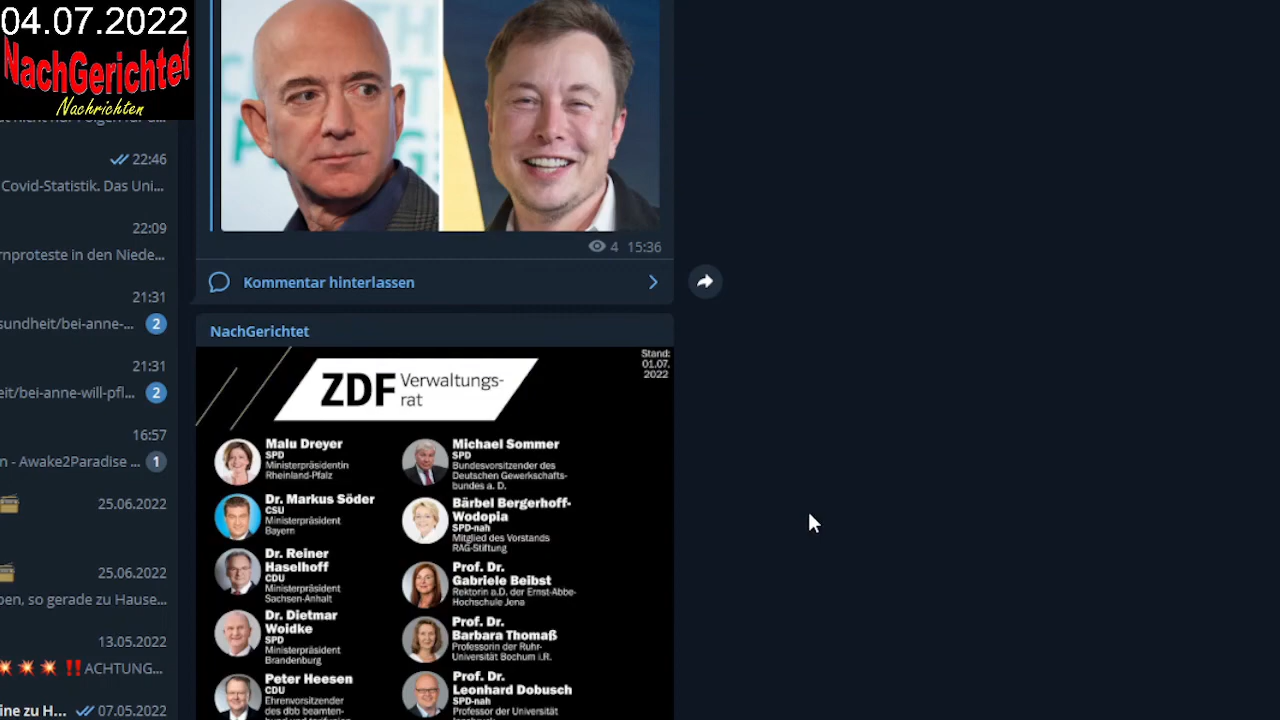 04.07.2022
NachGerichtet
Nachrichten
22:46
Covid-Statistik. Das Uni...
22:09
rnproteste in den Niede...
21:31
sundheit/bei-anne-...
2
21:31
eit/bei-anne-will-pfl...
2
16:57
n - Awake2Paradise ...
1
25.06.2022
25.06.2022
ben, so gerade zu Hause...
13.05.2022
ACHTUNG...
ine zu H...
07.05.2022
4 15:36
Kommentar hinterlassen
NachGerichtet
Stand:
01.07.
2022
ZDF Verwaltungs-
rat
Malu Dreyer
SPD
Ministerpräsidentin
Rheinland-Pfalz
Dr. Markus Söder
CSU
Ministerpräsident
Bayern
Dr. Reiner
Haselhoff
CDU
Ministerpräsident
Sachsen-Anhalt
Dr. Dietmar
Woidke
SPD
Ministerpräsident
Brandenburg
Peter Heesen
CDU
Ehrenvorsitzender
des dbb beamten-
Michael Sommer
SPD
Bundesvorsitzender des
Deutschen Gewerkschafts-
bundes a. D.
Bärbel Bergerhoff-
Wodopia
SPD-nah
Mitglied des Vorstands
RAG-Stiftung
Prof. Dr.
Gabriele Beibst
Rektorin a.D. der Ernst-Abbe-
Hochschule Jena
Prof. Dr.
Barbara Thomaß
Professorin der Ruhr-
Universität Bochum i.R.
Prof. Dr.
Leonhard Dobusch
SPD-nah
Professor der Universität